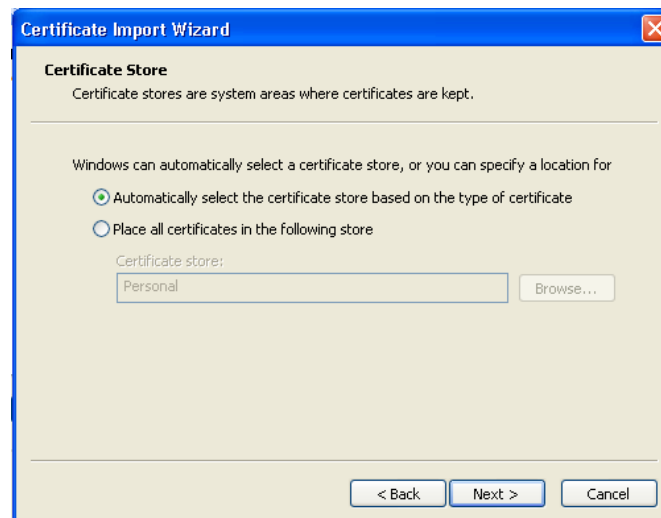 Certificate Import Wizard
Certificate Store
Certificate stores are system areas where certificates are kept.
Windows can automatically select a certificate store, or you can specify a location for
Automatically select the certificate store based on the type of certificate
Place all certificates in the following store
Certificate store:
Personal
Browse...
< Back
Next >
Cancel